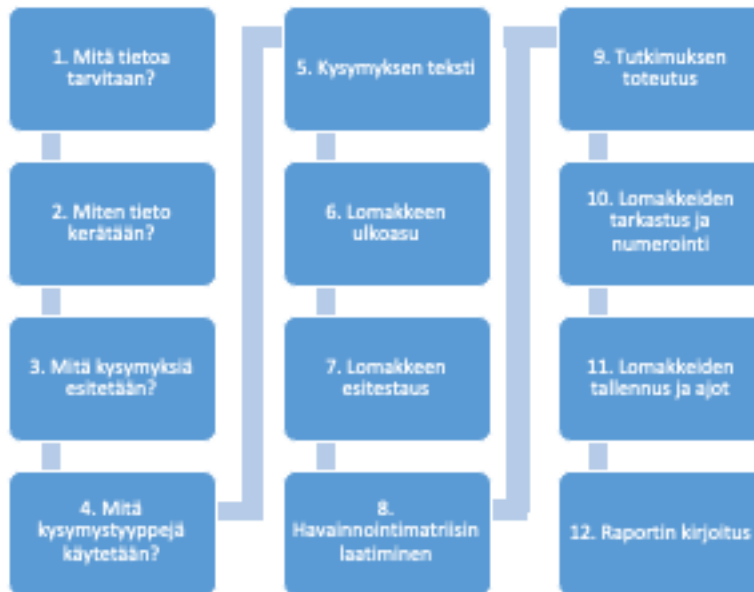 1. Mitä tietoa
tarvitaan?
2. Miten tieto
kerätään?
3. Mitä kysymyksiä
esitetään?
4. Mitä
kysymystyyppejä
käytetään?
5. Kysymyksen teksti
6. Lomakkeen
ulkoasu
7. Lomakkeen
esitestaus
8.
Havainnointimatriisin
laatiminen
9. Tutkimuksen
toteutus
10. Lomakkeiden
tarkastus ja
numerointi
11. Lomakkeiden
tallennus ja ajot
12. Raportin kirjoitus